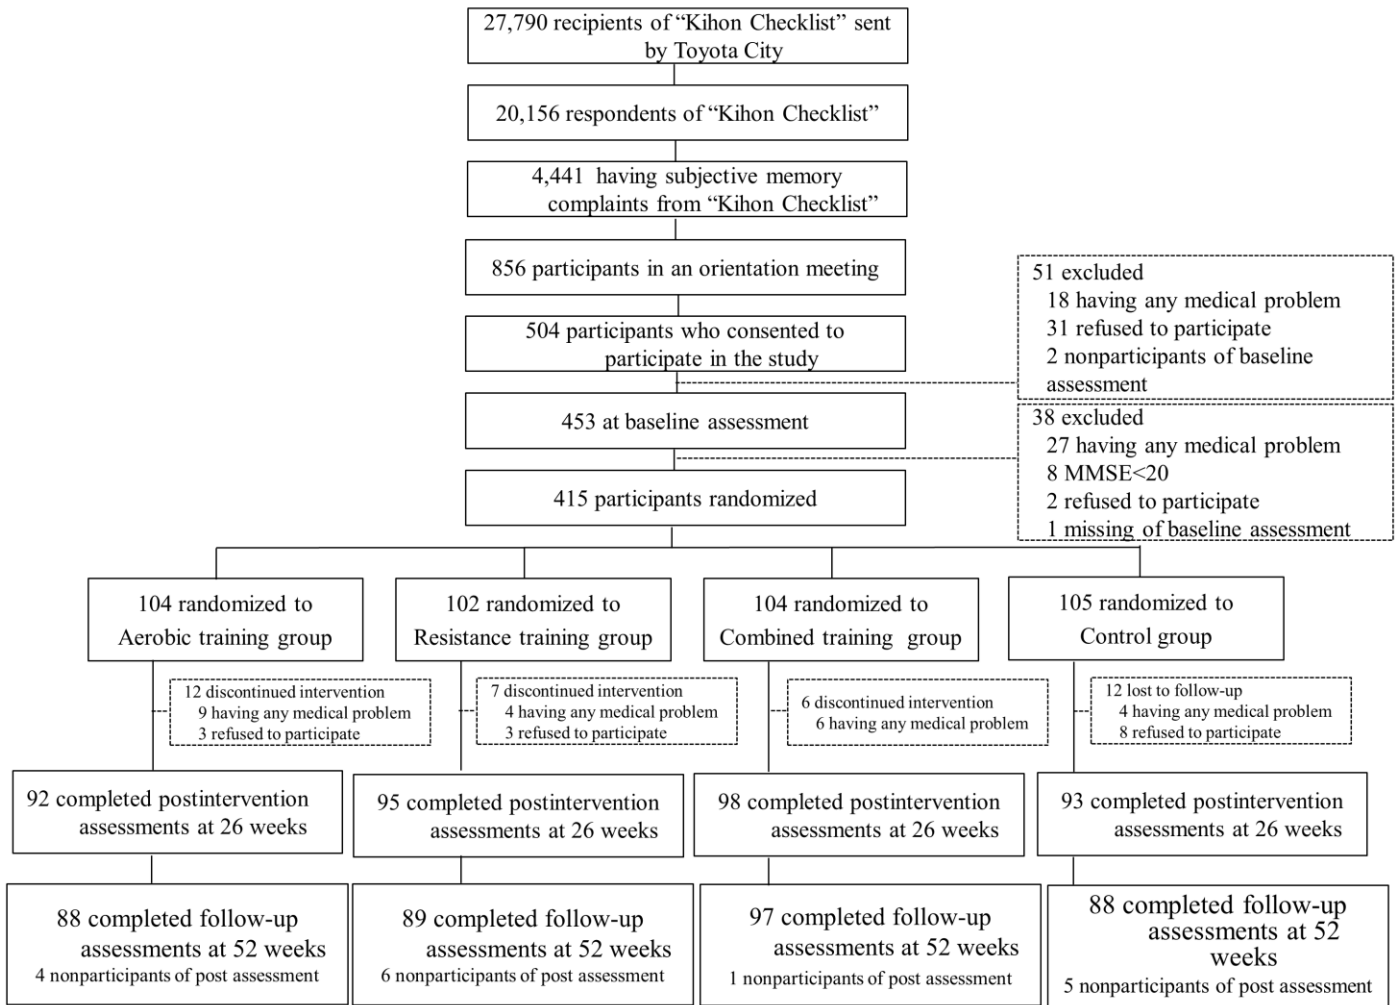 27,790 recipients of “Kihon Checklist” sent
by Toyota City
20,156 respondents of “Kihon Checklist”
4,441 having subjective memory
complaints from “Kihon Checklist”
856 participants in an orientation meeting
51 excluded
18 having any medical problem
31 refused to participate
2 nonparticipants of baseline
assessment
504 participants who consented to
participate in the study
453 at baseline assessment
38 excluded
27 having any medical problem
8 MMSE<20
2 refused to participate
1 missing of baseline assessment
415 participants randomized
104 randomized to
Aerobic training group
102 randomized to
Resistance training group
104 randomized to
Combined training group
105 randomized to
Control group
12 discontinued intervention
9 having any medical problem
3 refused to participate
7 discontinued intervention
4 having any medical problem
3 refused to participate
6 discontinued intervention
6 having any medical problem
12 lost to follow-up
4 having any medical problem
8 refused to participate
92 completed postintervention
assessments at 26 weeks
95 completed postintervention
assessments at 26 weeks
98 completed postintervention
assessments at 26 weeks
93 completed postintervention
assessments at 26 weeks
88 completed follow-up
assessments at 52 weeks
4 nonparticipants of post assessment
89 completed follow-up
assessments at 52 weeks
6 nonparticipants of post assessment
97 completed follow-up
assessments at 52 weeks
1 nonparticipants of post assessment
88 completed follow-up
assessments at 52
weeks
5 nonparticipants of post assessment